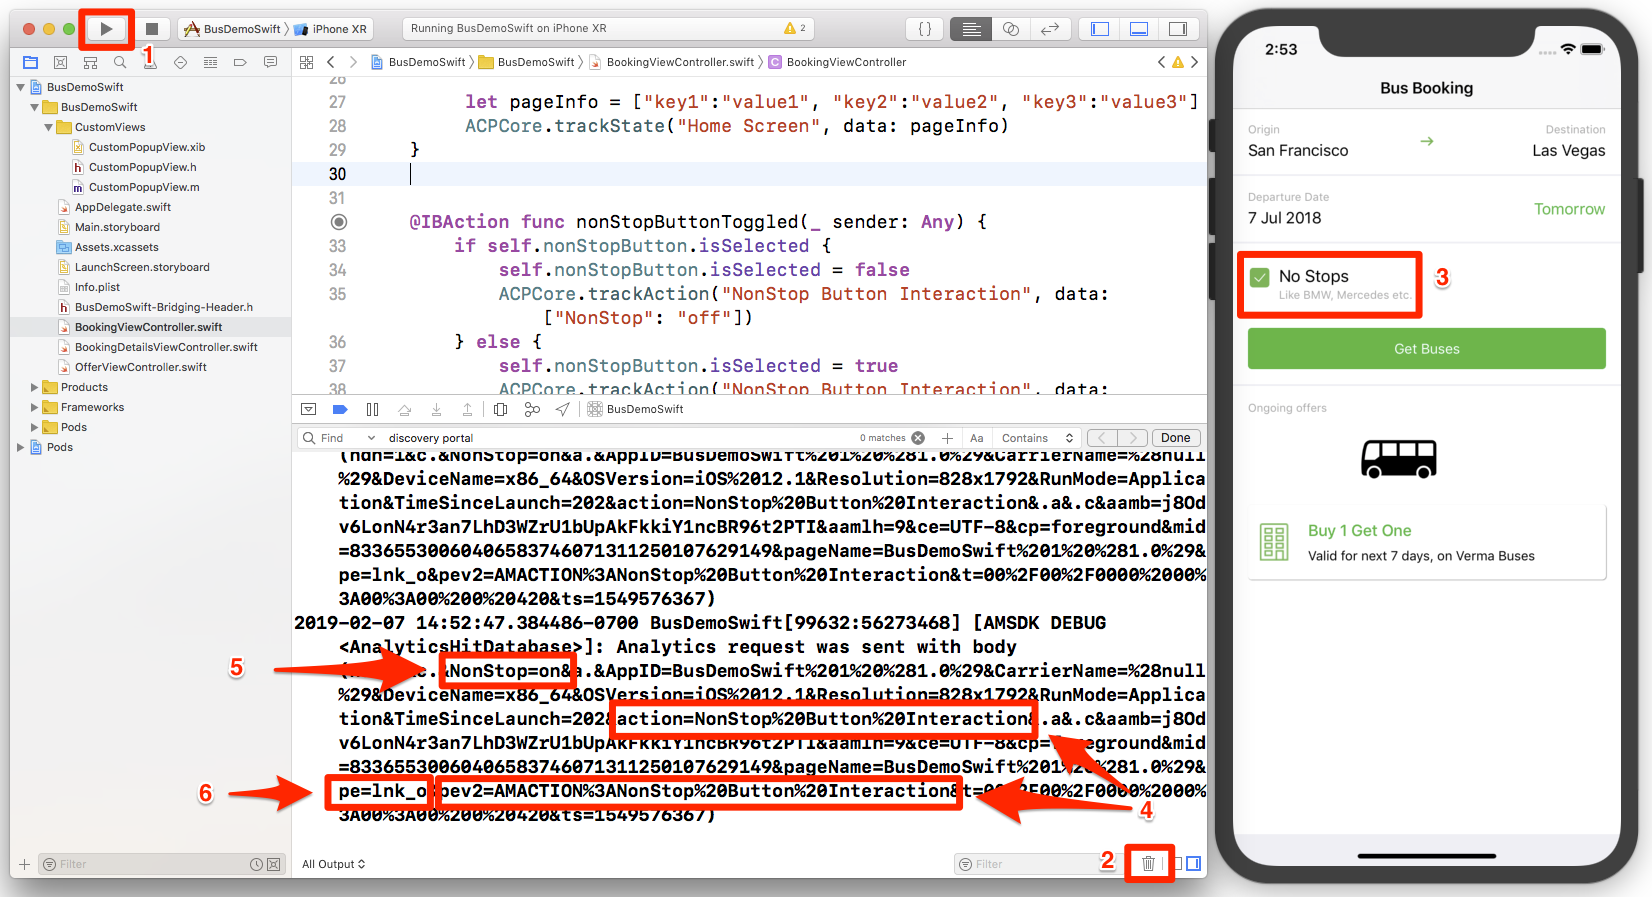 BusDemoSwift
iPhone XR
Running BusDemoSwift on iPhone XR
2
{ }
1
BusDemoSwift
BusDemoSwift
BookingViewController.swift
C
BookingViewController
BusDemoSwift
BusDemoSwift
CustomViews
CustomPopupView.xib
h CustomPopupView.h
m CustomPopupView.m
AppDelegate.swift
Main.storyboard
Assets.xcassets
LaunchScreen.storyboard
Info.plist
h BusDemoSwift-Bridging-Header.h
BookingViewController.swift
BookingDetailsViewController.swift
OfferViewController.swift
Products
Frameworks
Pods
Pods
Filter
26
27 let pageInfo = ["key1":"value1", "key2":"value2", "key3":"value3"]
28 ACPCore.trackState("Home Screen", data: pageInfo)
29 }
30
31
@IBAction func nonStopButtonToggled(_ sender: Any) {
33 if self.nonStopButton.isSelected {
34 self.nonStopButton.isSelected = false
35 ACPCore.trackAction("NonStop Button Interaction", data:
["NonStop": "off"])
36 } else {
37 self.nonStopButton.isSelected = true
38 ACPCore.trackAction("NonStop Button Interaction", data:
BusDemoSwift
Find
discovery portal
0 matches
Aa
Contains
Done
(ndh=1&c.&NonStop=on&a.&AppID=BusDemoSwift%201%20%281.0%29&CarrierName=%28null
%29&DeviceName=x86_64&OSVersion=iOS%2012.1&Resolution=828x1792&RunMode=Applica
tion&TimeSinceLaunch=202&action=NonStop%20Button%20Interaction&.a&.c&aamb=j8Od
v6LonN4r3an7LhD3WZrU1bUpAkFkkiY1ncBR96t2PTI&aamlh=9&ce=UTF-8&cp=foreground&mid
=83365530060406583746071311250107629149&pageName=BusDemoSwift%201%20%281.0%29&
pe=lnk_o&pev2=AMACTION%3ANonStop%20Button%20Interaction&t=00%2F00%2F0000%2000%
3A00%3A00%200%20420&ts=1549576367)
2019-02-07 14:52:47.384486-0700 BusDemoSwift[99632:56273468] [AMSDK DEBUG
<AnalyticsHitDatabase>]: Analytics request was sent with body
c.&NonStop=on&a.&AppID=BusDemoSwift%201%20%281.0%29&CarrierName=%28null
%29&DeviceName=x86_64&OSVersion=iOS%2012.1&Resolution=828x1792&RunMode=Applica
tion&TimeSinceLaunch=202&action=NonStop%20Button%20Interaction&.a&.c&aamb=j8Od
v6LonN4r3an7LhD3WZrU1bUpAkFkkiY1ncBR96t2PTI&aamlh=9&ce=UTF-8&cp=foreground&mid
=83365530060406583746071311250107629149&pageName=BusDemoSwift%201%20%281.0%29&
pe=lnk_o&pev2=AMACTION%3ANonStop%20Button%20Interaction&t=00%2F00%2F0000%2000%
3A00%3A00%200%20420&ts=1549576367)
5
6
4
All Output
Filter
2
2:53
Bus Booking
Origin
Destination
San Francisco
Las Vegas
Departure Date
7 Jul 2018
Tomorrow
No Stops
Like BMW, Mercedes etc.
3
Get Buses
Ongoing offers
Buy 1 Get One
Valid for next 7 days, on Verma Buses